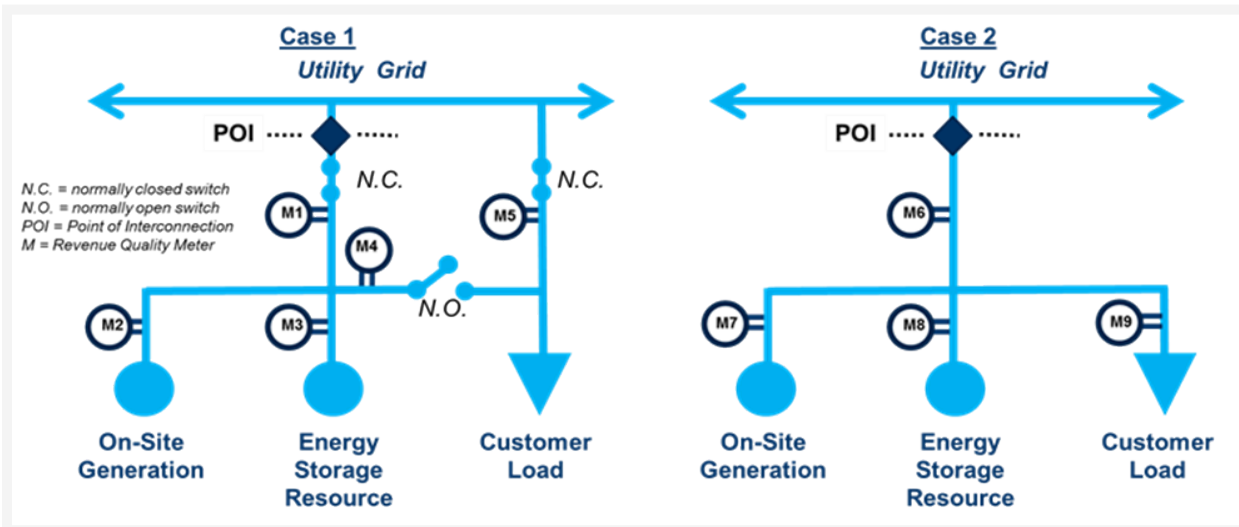 Case 1
Utility Grid
POI
N.C.
N.C.
N.C. = normally closed switch
N.O. = normally open switch
POI = Point of Interconnection
M = Revenue Quality Meter
M1
M5
M4
N.O.
M2
M3
On-Site
Generation
Energy
Storage
Resource
Customer
Load
Case 2
Utility Grid
POI
M6
M7
M8
M9
On-Site
Generation
Energy
Storage
Resource
Customer
Load